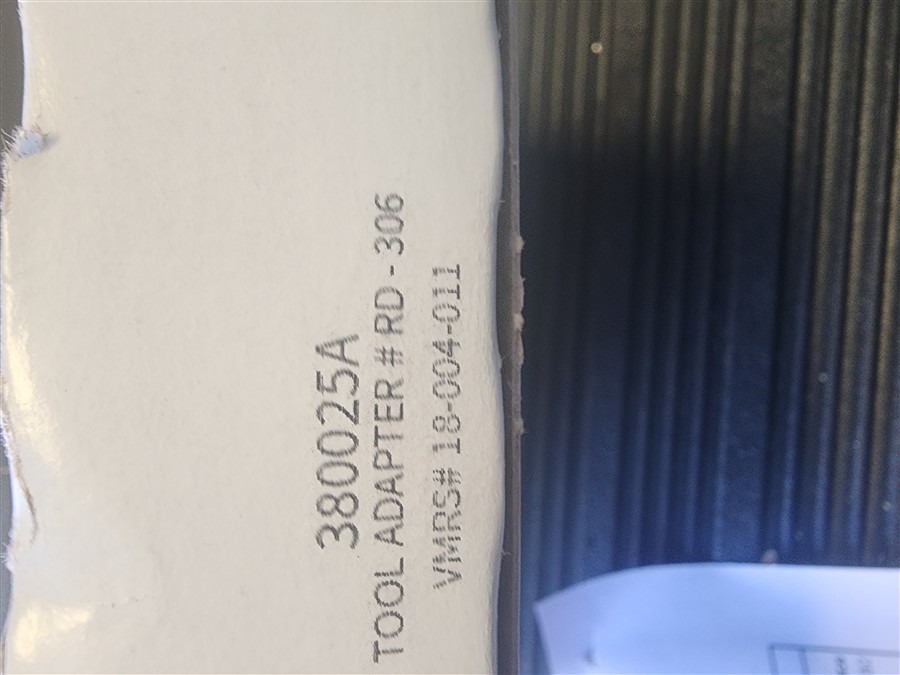 380025A
TOOL ADAPTER # RD - 306
VMRS# 18-004-011